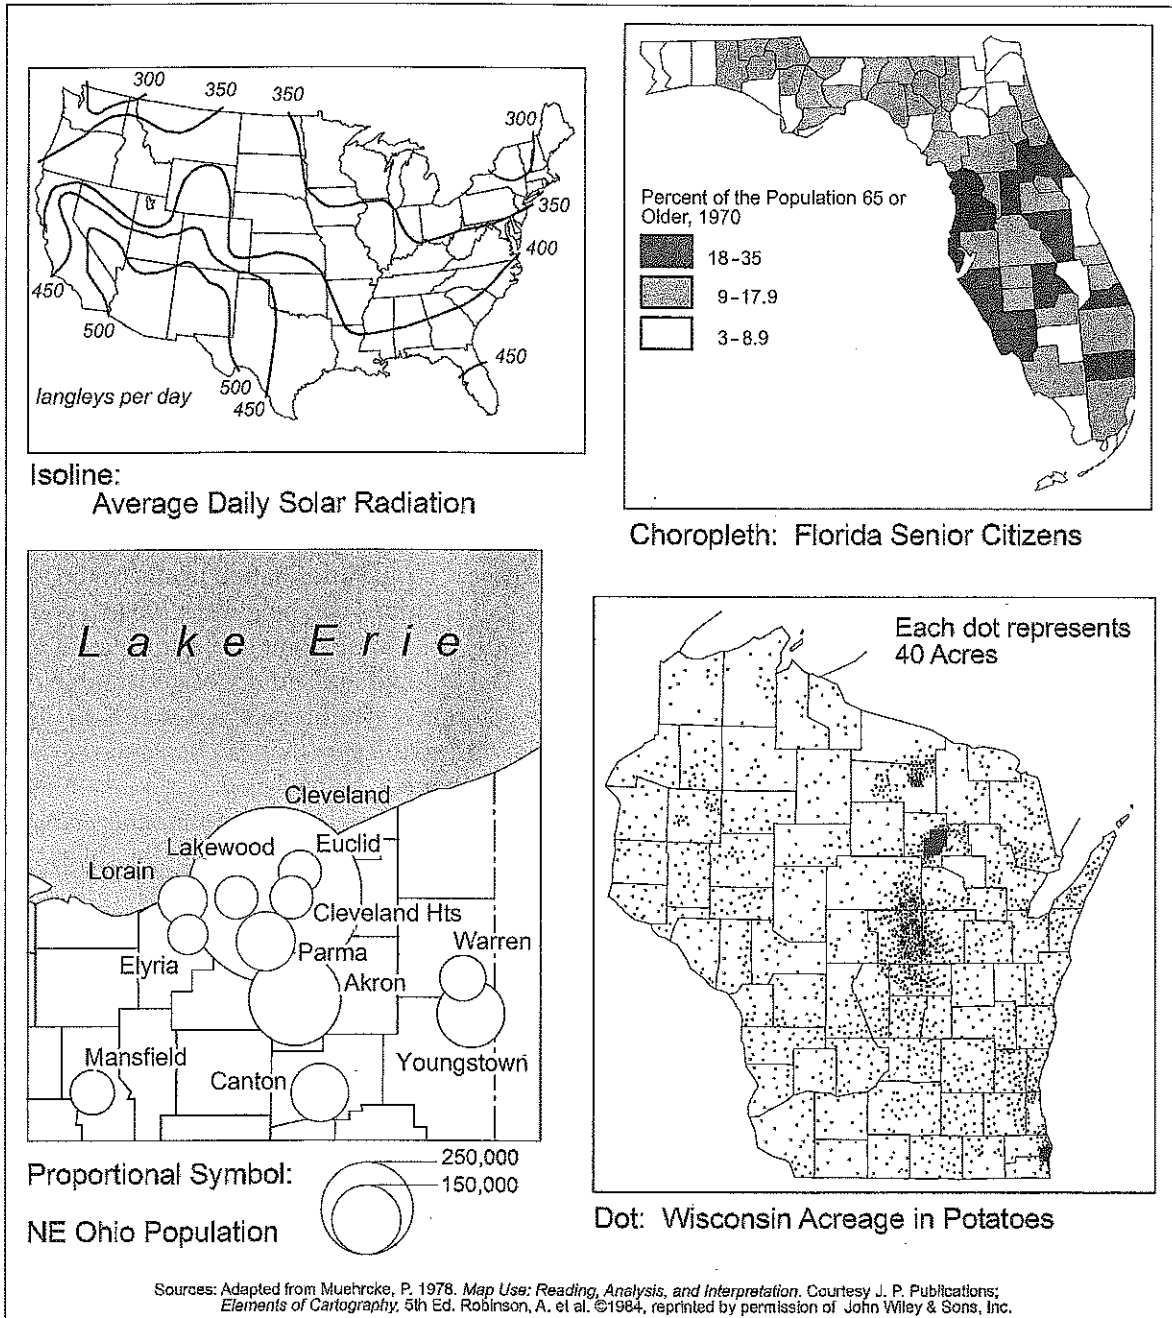 300
350
350
300
350
400
450
500
500
450
450
langleys per day
Isoline:
Average Daily Solar Radiation
Percent of the Population 65 or
Older, 1970
18-35
9-17.9
3-8.9
Choropleth: Florida Senior Citizens
Lake Erie
Cleveland
Lakewood
Euclid
Lorain
Cleveland Hts
Elyria
Parma
Warren
Akron
Mansfield
Canton
Youngstown
Proportional Symbol:
250,000
150,000
NE Ohio Population
Each dot represents
40 Acres
Dot: Wisconsin Acreage in Potatoes
Sources: Adapted from Muehrcke, P. 1978. Map Use: Reading, Analysis, and Interpretation. Courtesy J. P. Publications;
Elements of Cartography, 5th Ed. Robinson, A. et al. ©1984, reprinted by permission of John Wiley & Sons, Inc.